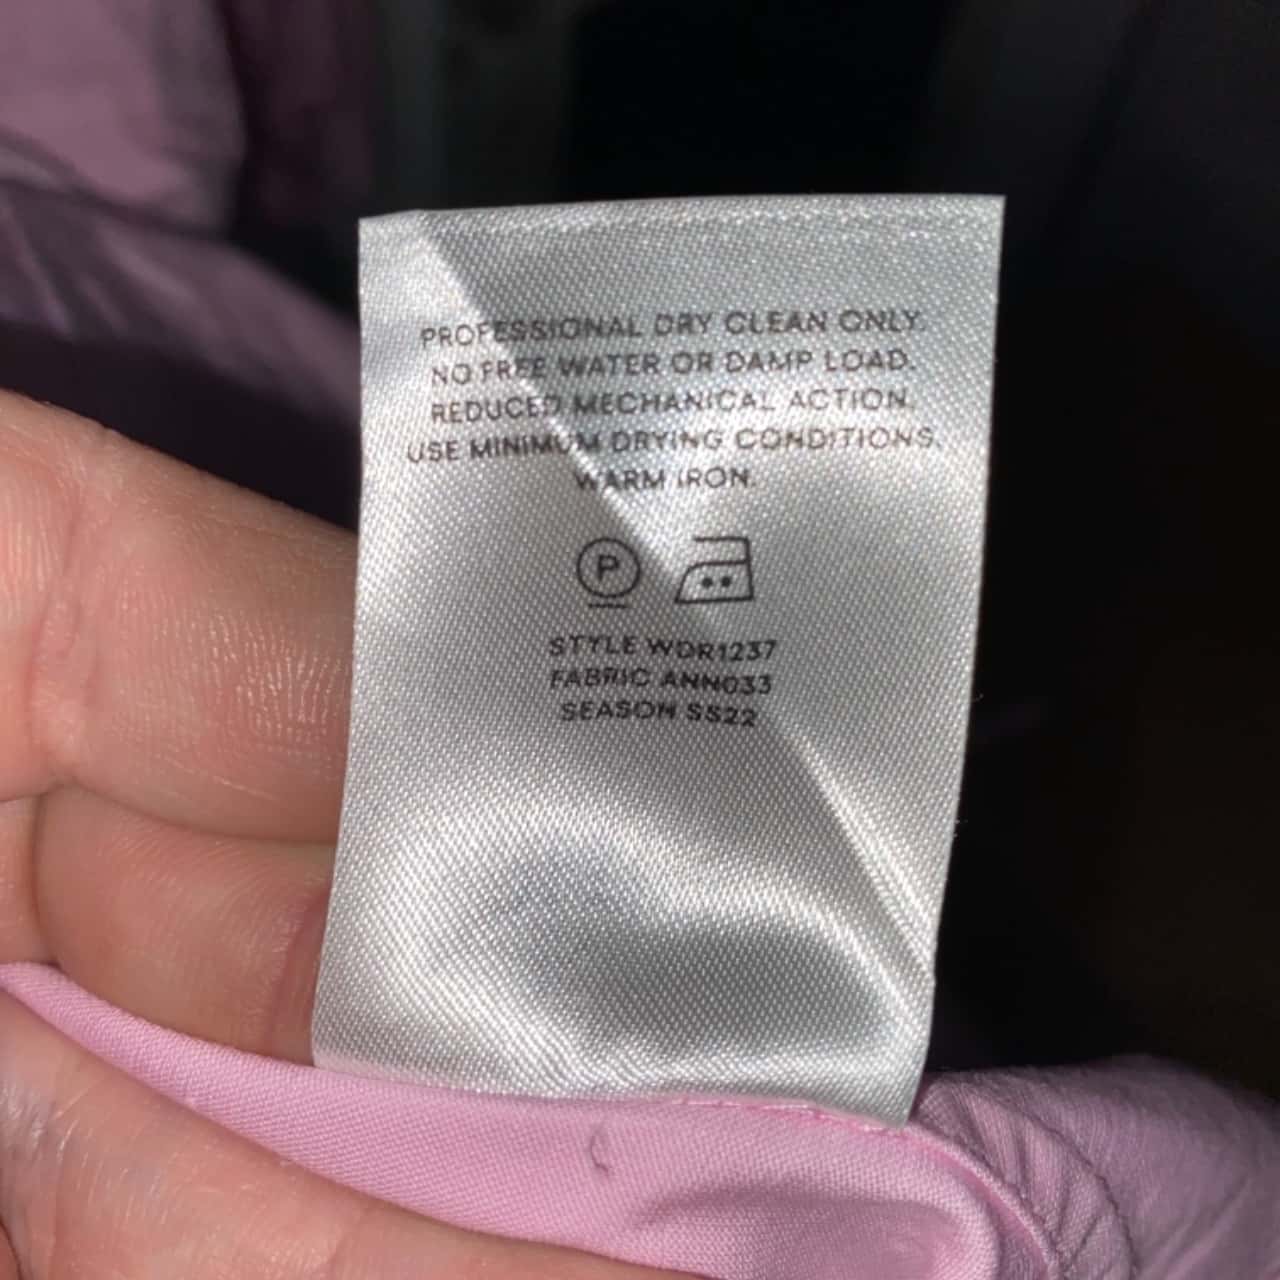 PROFESSIONAL DRY CLEAN ONLY.
NO FREE WATER OR DAMP LOAD.
REDUCED MECHANICAL ACTION.
USE MINIMUM DRYING CONDITIONS.
WARM IRON.
P
STYLE WDR1237
FABRIC ANN033
SEASON SS22